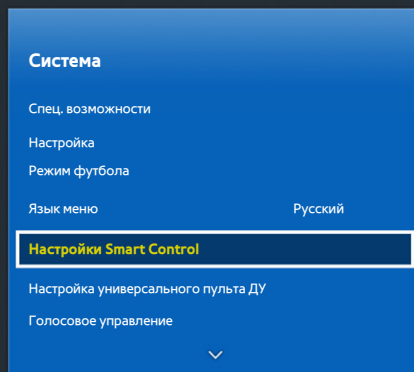 Система
Спец. возможности
Настройка
Режим футбола
Язык меню Русский
Настройки Smart Control
Настройка универсального пульта ДУ
Голосовое управление